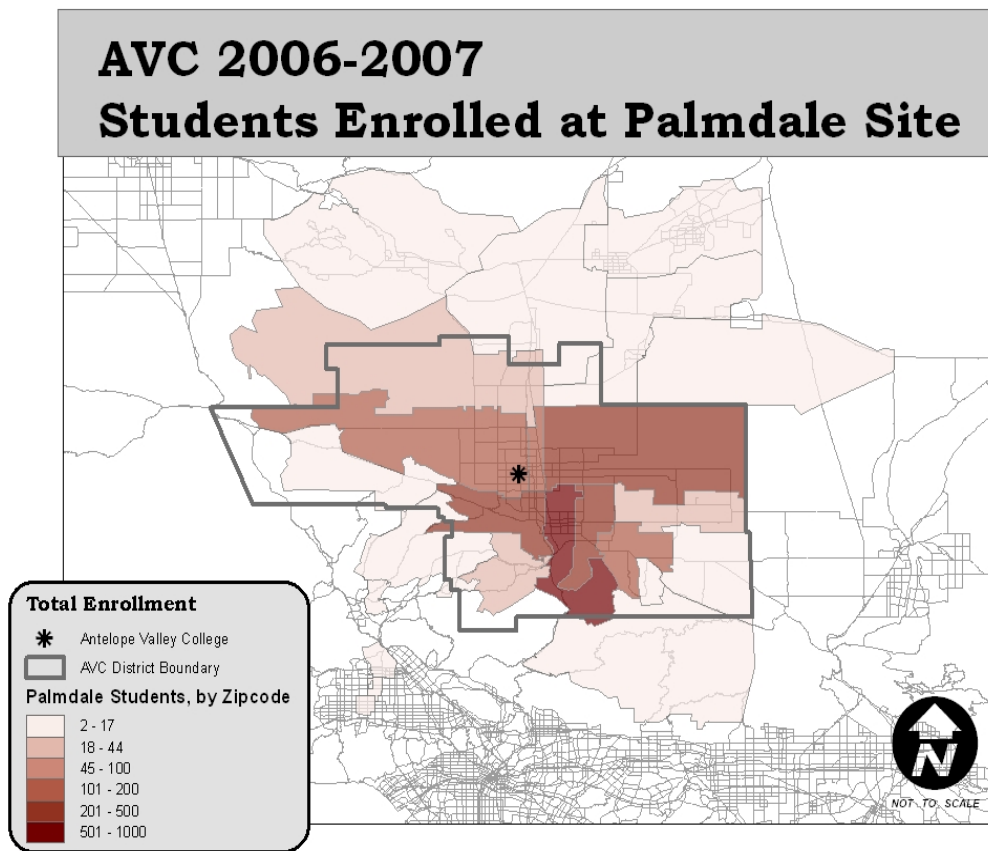 AVC 2006-2007
Students Enrolled at Palmdale Site
Total Enrollment
Antelope Valley College
AVC District Boundary
Palmdale Students, by Zipcode
2 - 17
18 - 44
45 - 100
101 - 200
201 - 500
501 - 1000
N
NOT TO SCALE